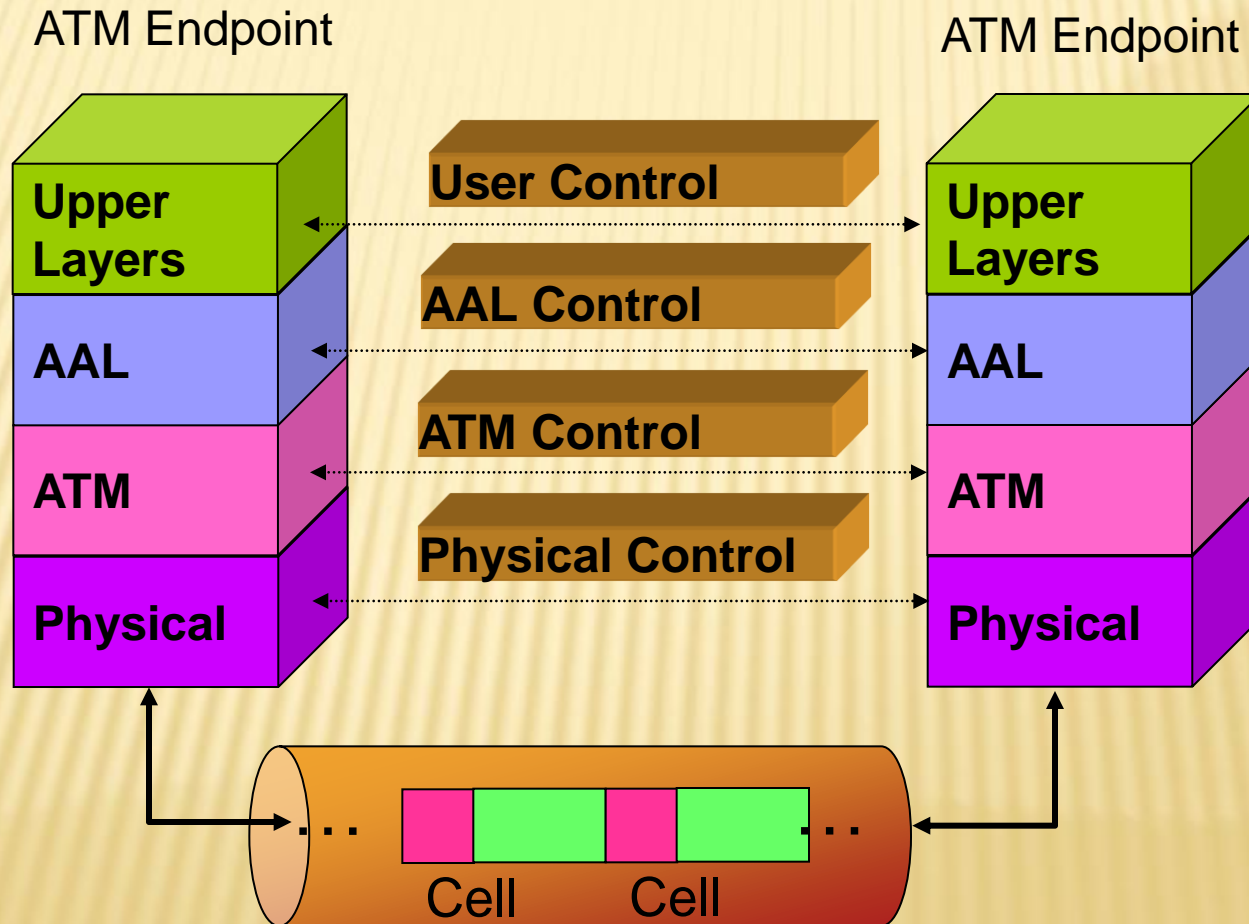 ATM Endpoint
ATM Endpoint
Upper
Layers
AAL
ATM
Physical
User Control
AAL Control
ATM Control
Physical Control
Upper
Layers
AAL
ATM
Physical
. . .
. . .
Cell
Cell